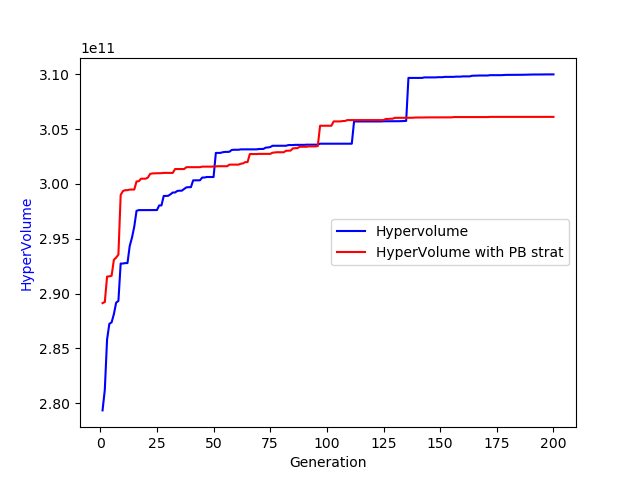 1e11
3.10
3.05
3.00
2.95
2.90
2.85
2.80
HyperVolume
Hypervolume
HyperVolume with PB strat
0 25 50 75 100 125 150 175 200
Generation